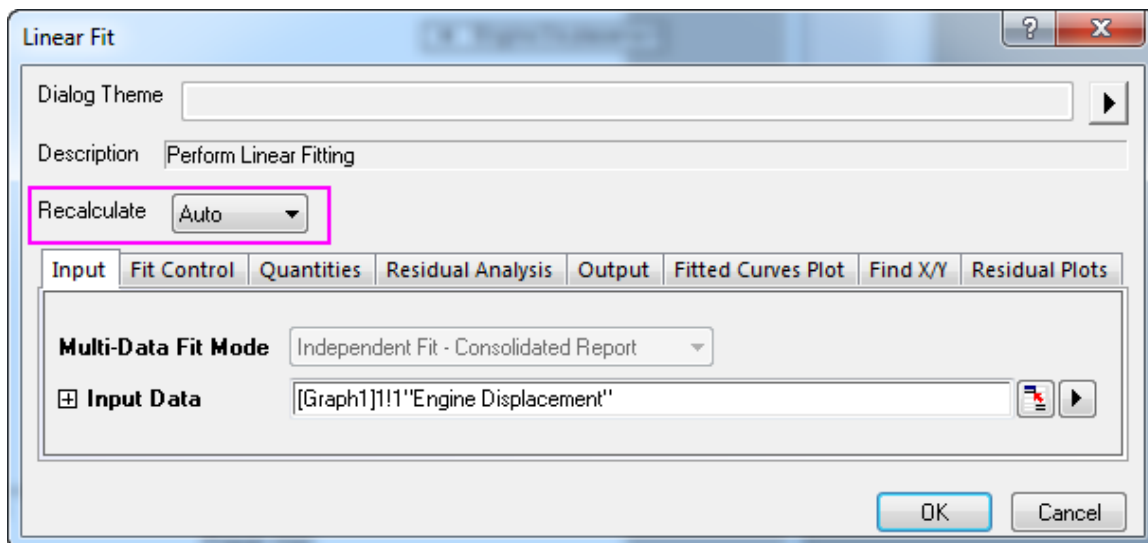 Linear Fit
Dialog Theme
Description Perform Linear Fitting
Recalculate Auto
Input Fit Control Quantities Residual Analysis Output Fitted Curves Plot Find X/Y Residual Plots
Multi-Data Fit Mode Independent Fit - Consolidated Report
Input Data [Graph1]1!1"Engine Displacement"
OK Cancel